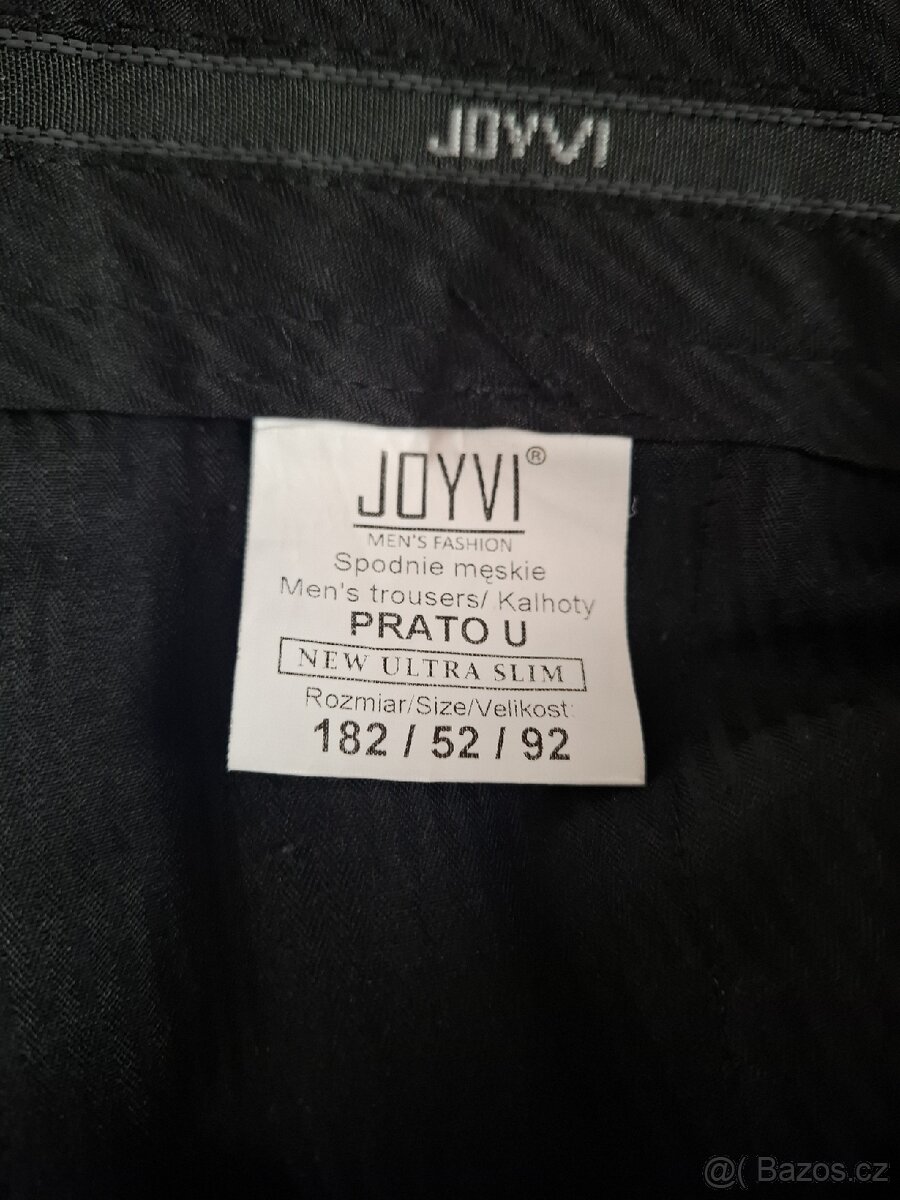 JOYVI
JOYVI®
MEN'S FASHION
Spodnie męskie
Men's trousers/ Kalhoty
PRATO U
NEW ULTRA SLIM
Rozmiar/Size/Velikost:
182 / 52 / 92
@( Bazos.cz